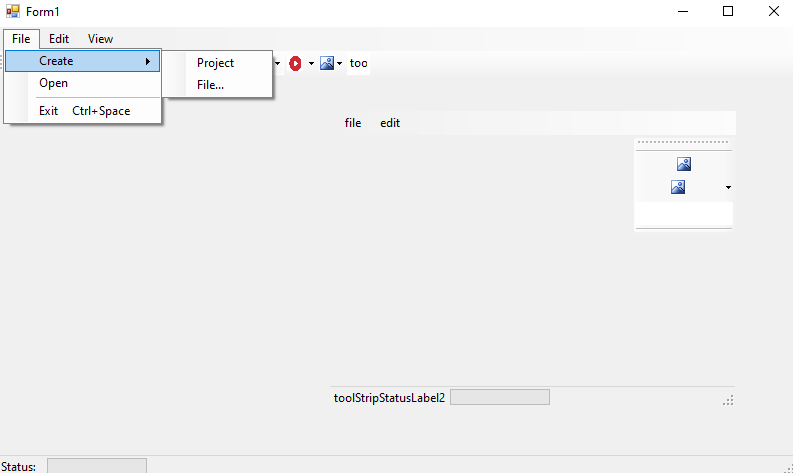 Form1
File Edit View
Create
Project
too
Open
File...
Exit Ctrl+Space
file edit
toolStripStatusLabel2
Status: